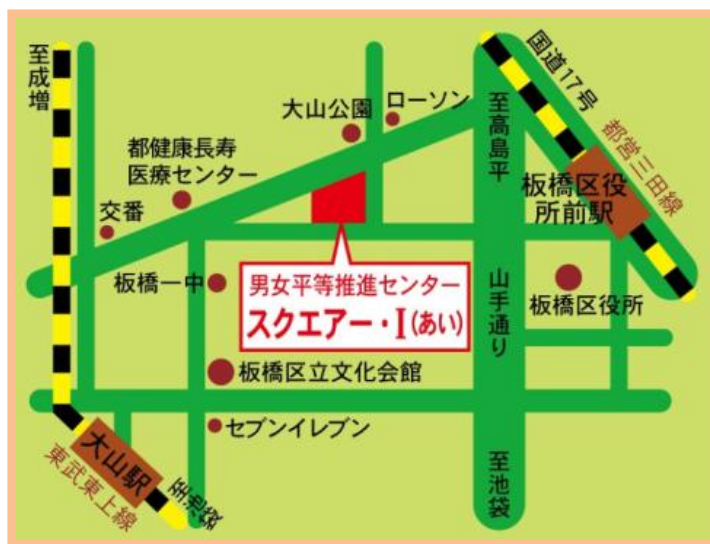 至成増
国道17号
都営三田線
ローソン
大山公園
至高島平
都健康長寿
医療センター
板橋区役
所前駅
交番
板橋一中
男女平等推進センター
スクエアー・I(あい)
山手通り
板橋区役所
板橋区立文化会館
セブンイレブン
大山駅
東武東上線
至池袋
至池袋